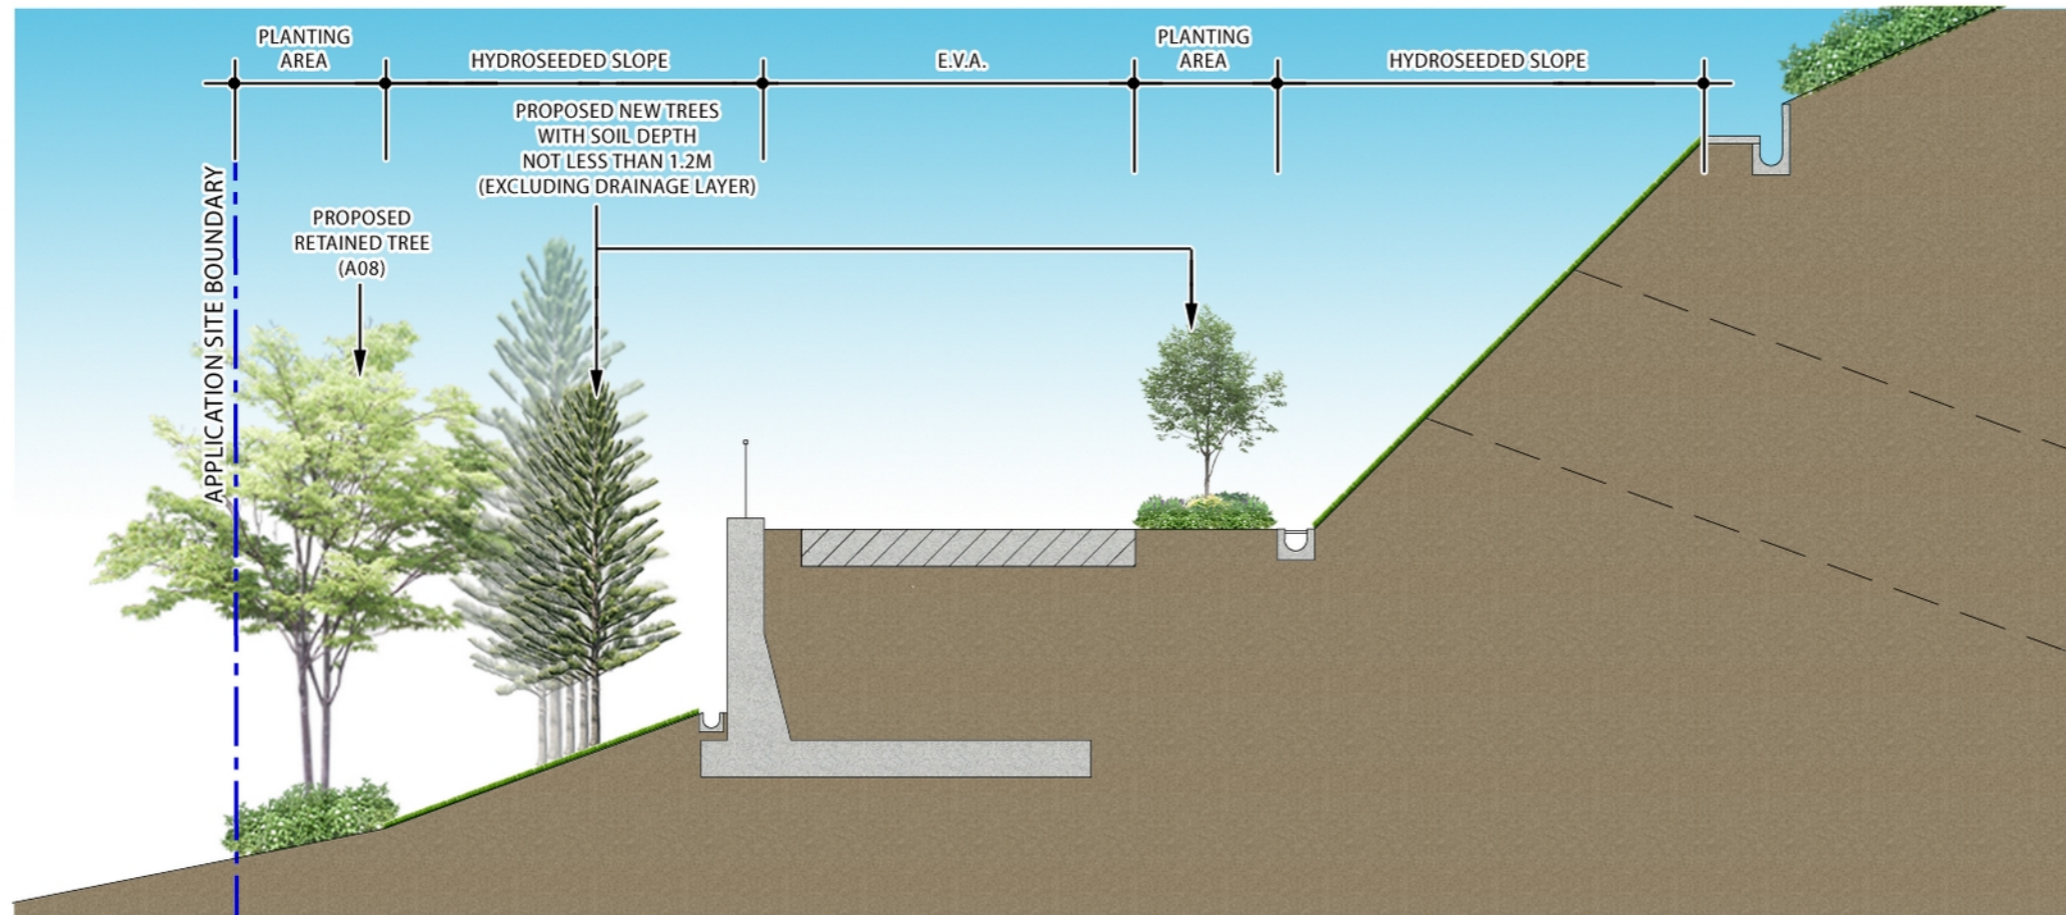 PLANTING
AREA
HYDROSEEDED SLOPE
E.V.A.
PLANTING
AREA
HYDROSEEDED SLOPE
PROPOSED NEW TREES
WITH SOIL DEPTH
NOT LESS THAN 1.2M
(EXCLUDING DRAINAGE LAYER)
APPLICATION SITE BOUNDARY
PROPOSED
RETAINED TREE
(A08)